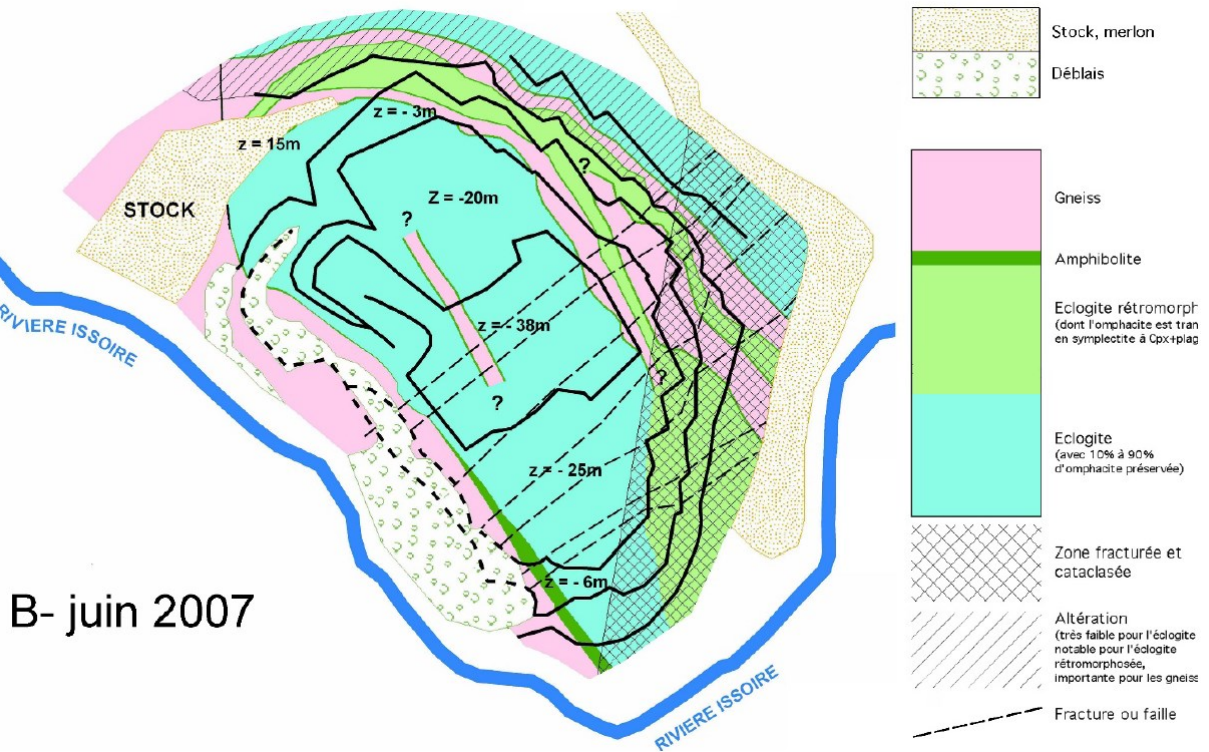 z = - 3m
z = 15m
STOCK
Z = -20m
?
?
RIVIERE ISSOIRE
z = - 38m
?
?
z = - 25m
z = - 6m
B- juin 2007
RIVIERE ISSOIRE
Stock, merlon
Déblais
Gneiss
Amphibolite
Eclogite rétromorph
(dont l'omphacite est tran
en symplectite à Cpx+plag
Eclogite
(avec 10% à 90%
d'omphacite préservée)
Zone fracturée et
cataclasée
Altération
(très faible pour l'éclogite
notable pour l'éclogite
rétromorphosée,
importante pour les gneiss
Fracture ou faille